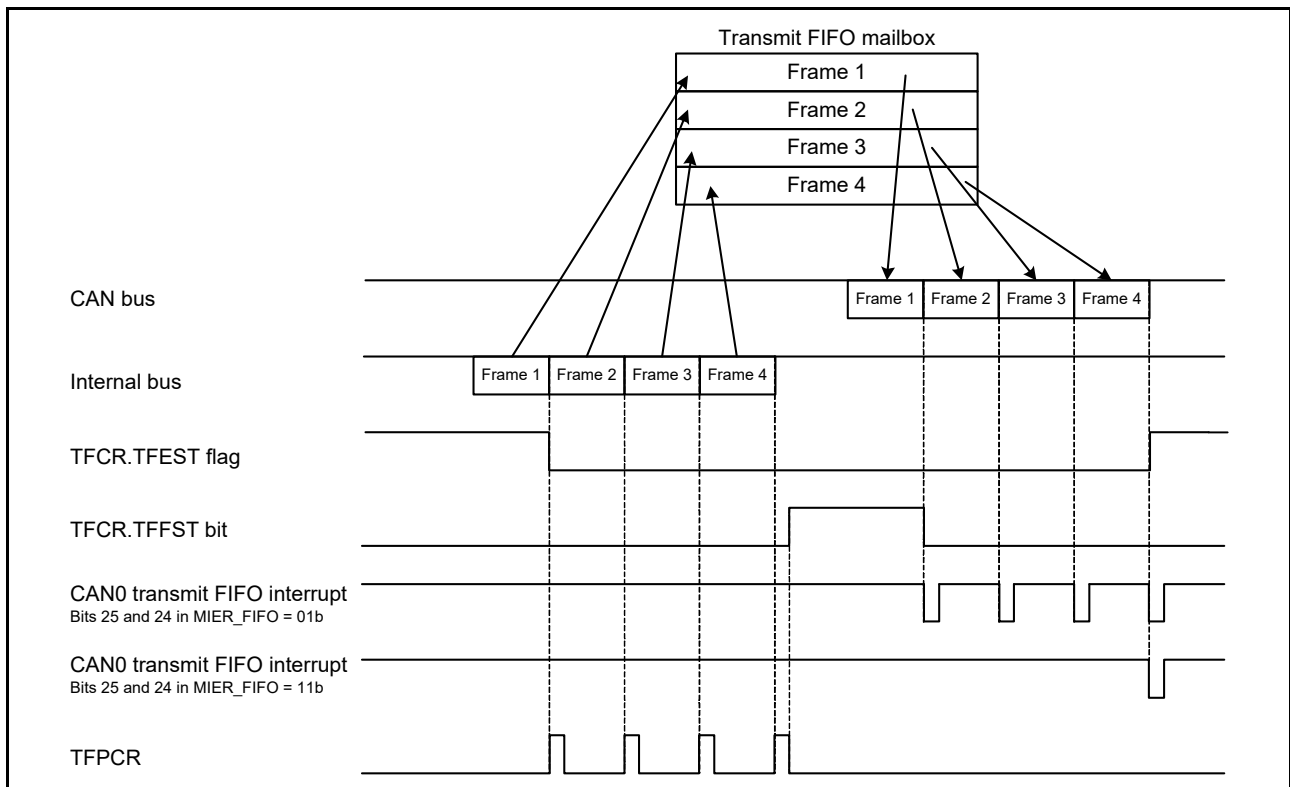 Transmit FIFO mailbox
Frame 1
Frame 2
Frame 3
Frame 4
CAN bus
Frame 1 Frame 2 Frame 3 Frame 4
Internal bus
Frame 1 Frame 2 Frame 3 Frame 4
TFCR.TFEST flag
TFCR.TFFST bit
CAN0 transmit FIFO interrupt
Bits 25 and 24 in MIER_FIFO = 01b
CAN0 transmit FIFO interrupt
Bits 25 and 24 in MIER_FIFO = 11b
TFPCR